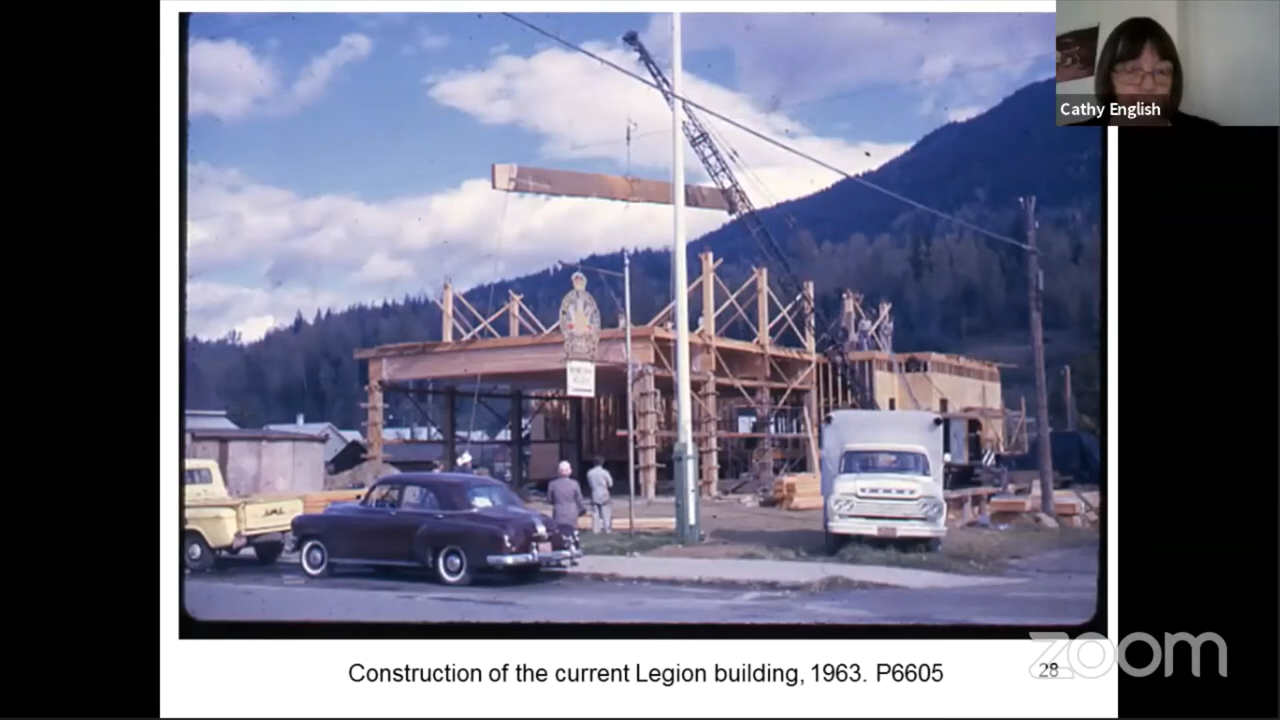 Cathy English
Construction of the current Legion building, 1963. P6605
28
zoom